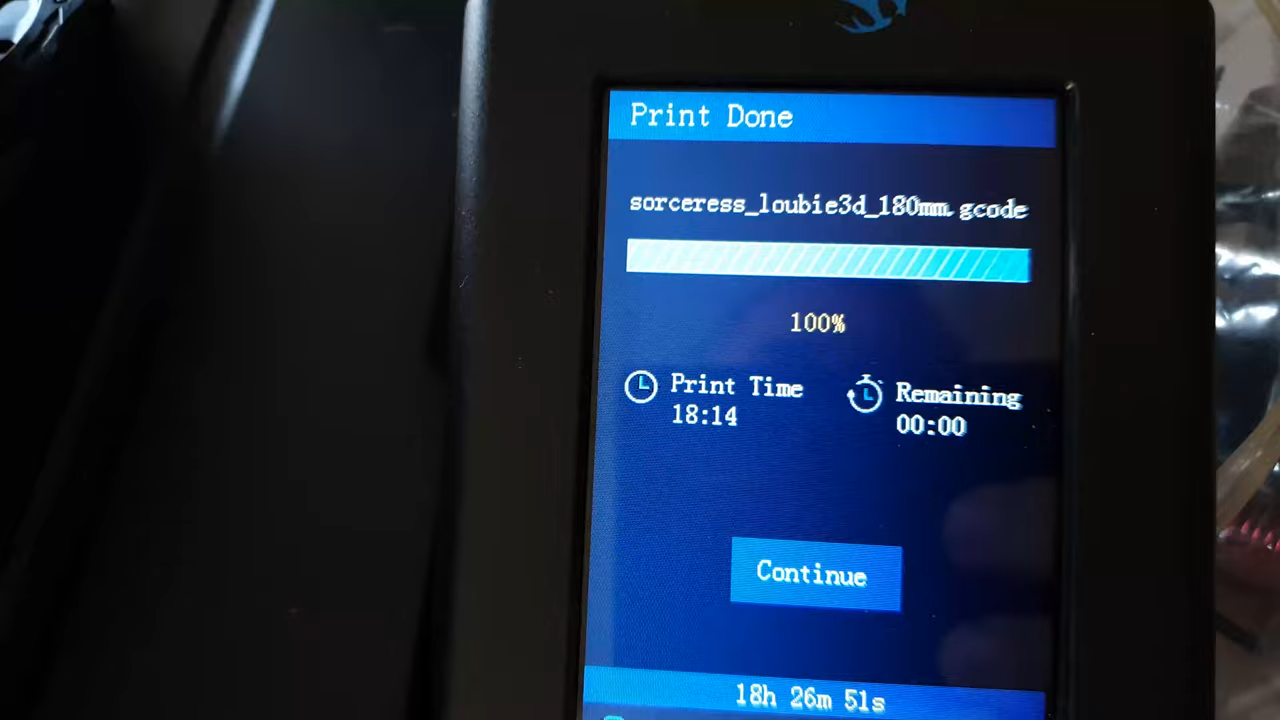 Print Done
sorceress_loubie3d_180mm.gcode
100%
Print Time
18:14
Remaining
00:00
Continue
18h 26m 51s